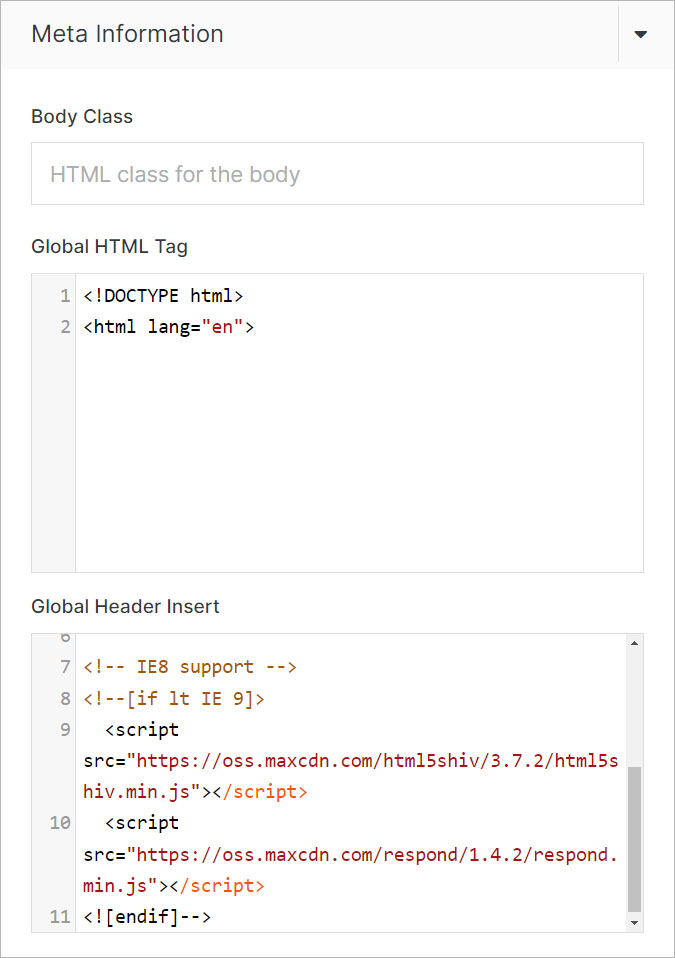 Meta Information
Body Class
HTML class for the body
Global HTML Tag
1 <!DOCTYPE html>
2 <html lang="en">
Global Header Insert
6
7 <!-- IE8 support -->
8 <!--[if lt IE 9]>
9   <script
src="https://oss.maxcdn.com/html5shiv/3.7.2/html5s
hiv.min.js"></script>
10   <script
src="https://oss.maxcdn.com/respond/1.4.2/respond.
min.js"></script>
11 <![endif]-->